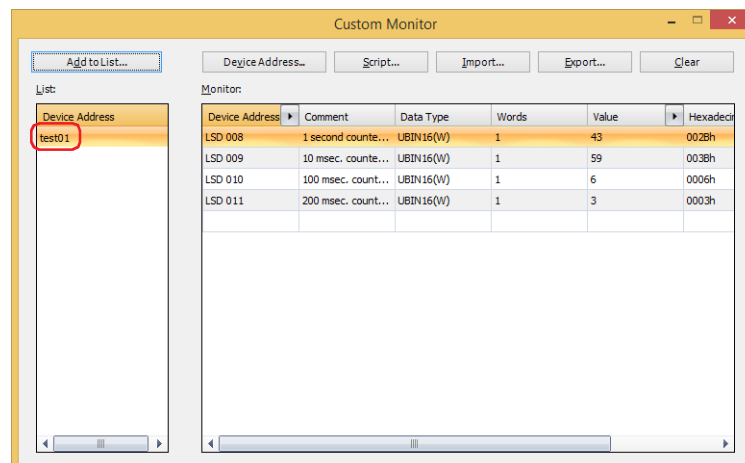 Custom Monitor
Add to List...
Device Address...
Script...
Import...
Export...
Clear
List:
Monitor:
Device Address
test01
Device Address Comment Data Type Words Value Hexadecim
LSD 008 1 second counte... UBIN16(W) 1 43 002Bh
LSD 009 10 msec. counte... UBIN16(W) 1 59 003Bh
LSD 010 100 msec. count... UBIN16(W) 1 6 0006h
LSD 011 200 msec. count... UBIN16(W) 1 3 0003h